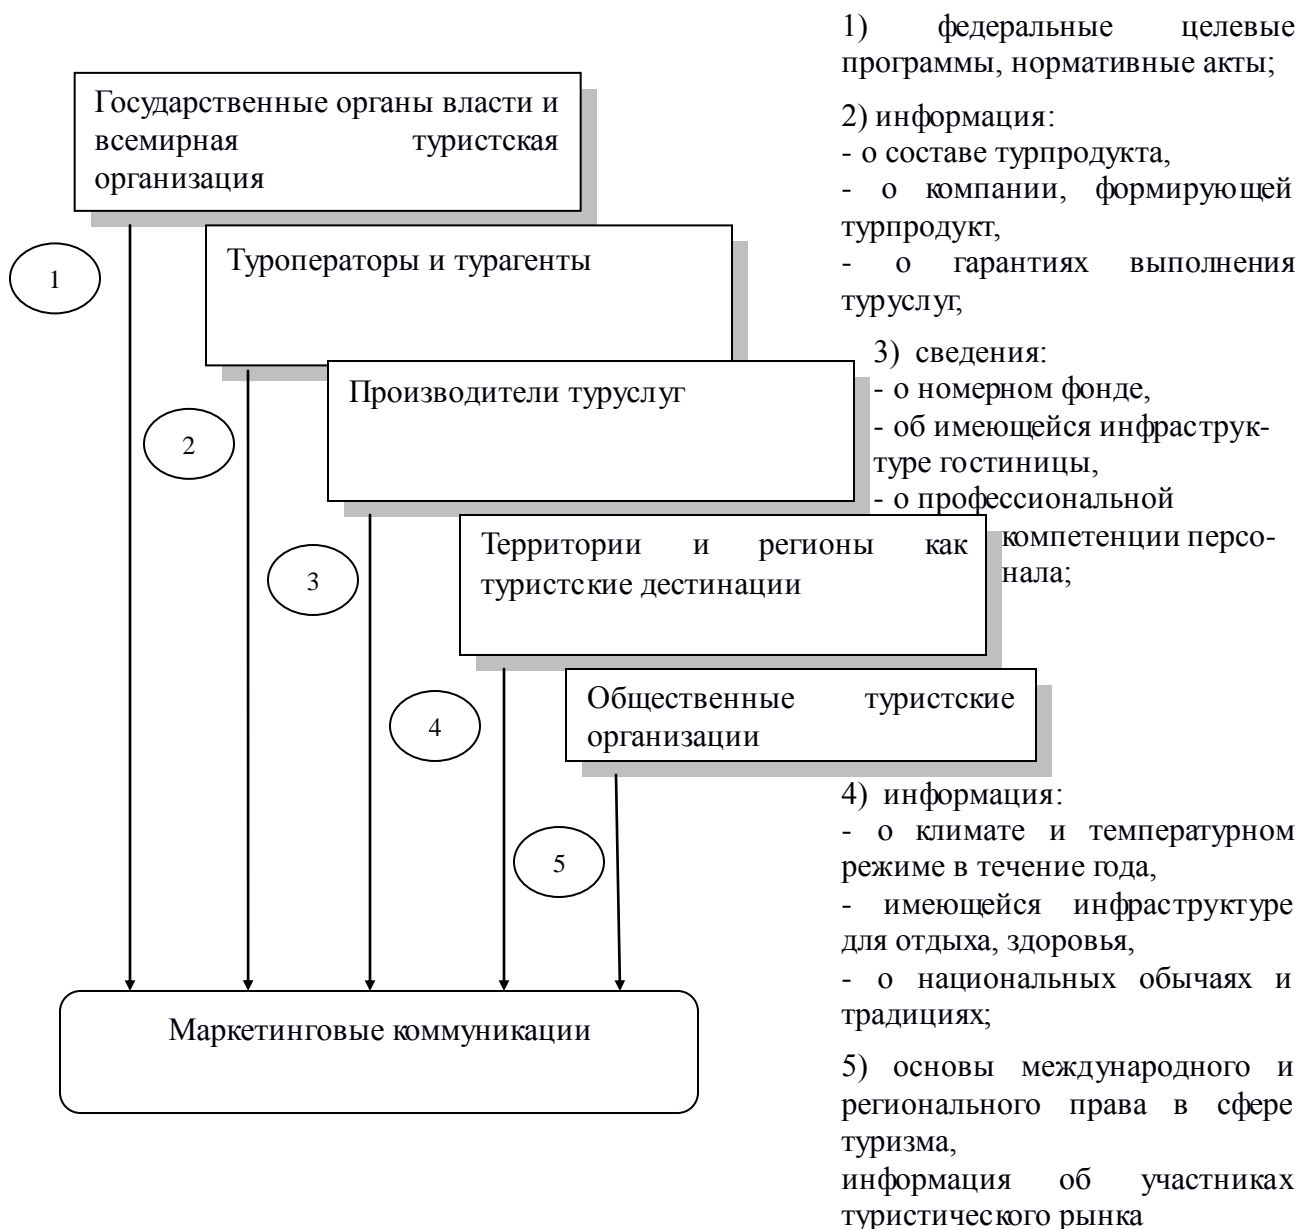 Государственные органы власти и
всемирная туристская
организация
1
Туроператоры и турагенты
2
Производители туруслуг
3
Территории и регионы как
туристские дестинации
4
Общественные туристские
организации
5
Маркетинговые коммуникации
1) федеральные целевые
программы, нормативные акты;
2) информация:
- о составе турпродукта,
- о компании, формирующей
турпродукт,
- о гарантиях выполнения
туруслуг;
3) сведения:
- о номерном фонде,
- об имеющейся инфраструк-
туре гостиницы,
- о профессиональной
компетенции персо-
нала;
4) информация:
- о климате и температурном
режиме в течение года,
- имеющейся инфраструктуре
для отдыха, здоровья,
- о национальных обычаях и
традициях;
5) основы международного и
регионального права в сфере
туризма,
информация об участниках
туристического рынка